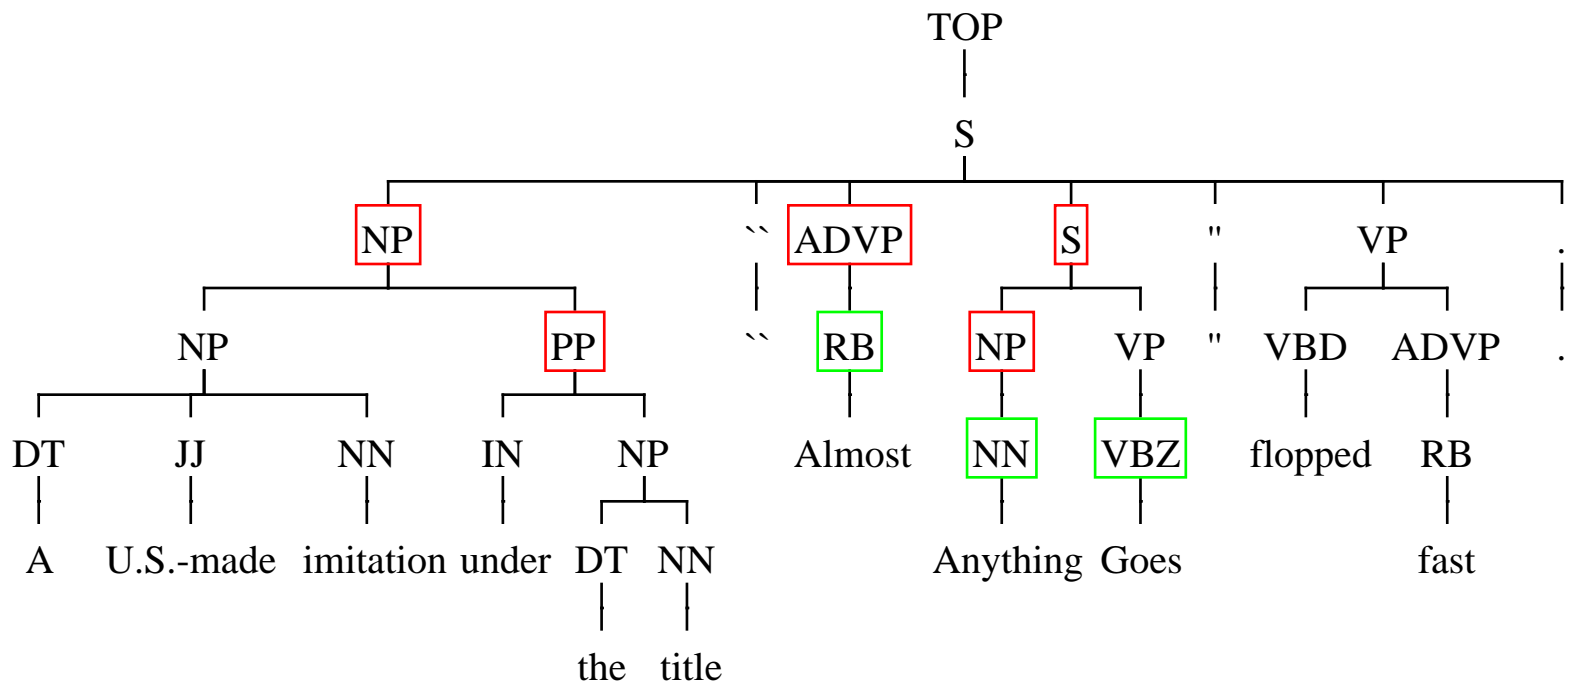 TOP
S
NP `` ADVP S " VP .
NP PP `` RB NP VP " VBD ADVP .
DT JJ NN IN NP Almost NN VBZ flopped RB
A U.S.-made imitation under DT NN Anything Goes fast
the title